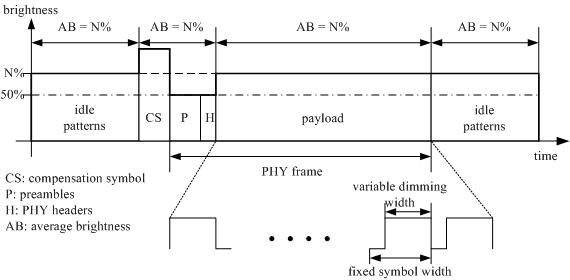 brightness
AB = N%
AB = N%
AB = N%
AB = N%
N%
50%
idle
patterns
CS
P
H
payload
idle
patterns
time
PHY frame
CS: compensation symbol
P: preambles
H: PHY headers
AB: average brightness
variable dimming
width
fixed symbol width